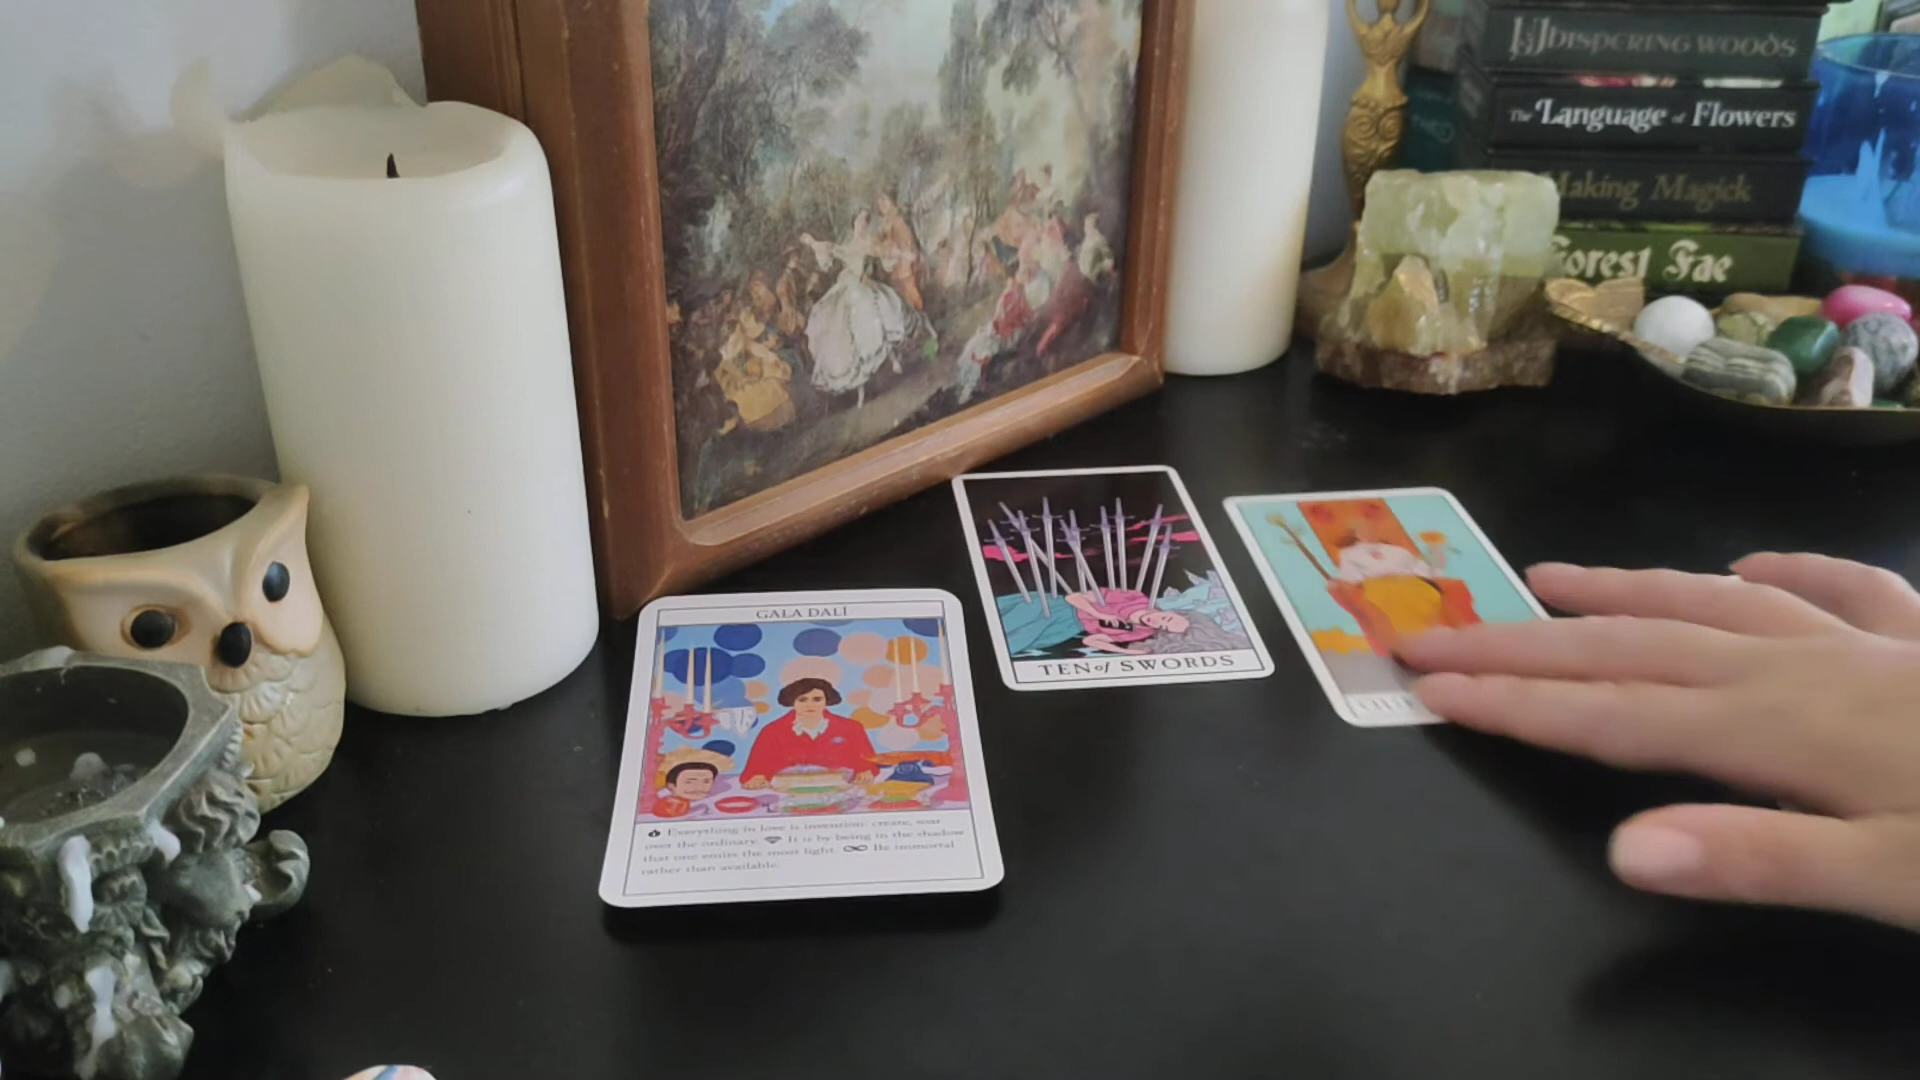 Whispering Woods
The Language of Flowers
Making Magick
Forest Fae
GALA DALÍ
Everything in love is invention: create, soar
over the ordinary. It is by being in the shadow
that one emits the most light. Be immortal
rather than available.
TEN of SWORDS